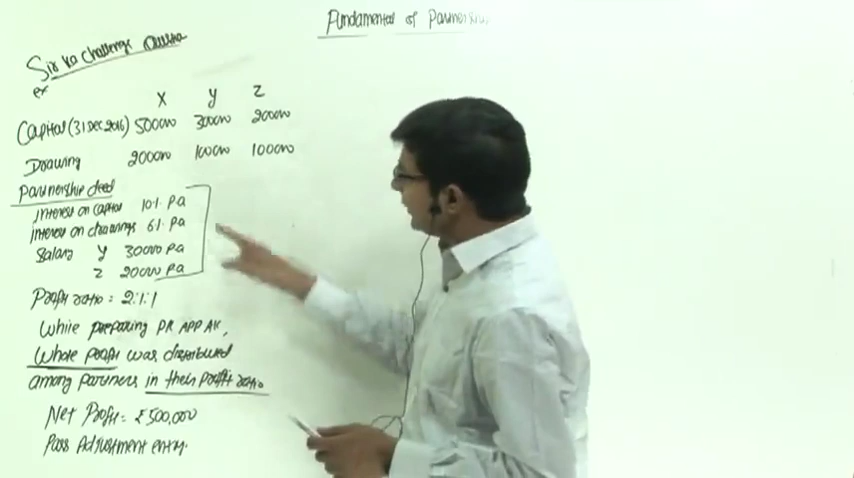 Fundamental of Partnership
Sir ka challenge
ex
X Y Z
Capital (31 Dec 2016) 500000 300000 200000
Drawing 200000 100000 100000
Partnership deed
interest on capital 10% pa
interest on drawings 6% pa
Salary Y 30000 pa
Z 20000 pa
Profit ratio = 2:1:1
While preparing PL APP A/c,
Whole profit was distributed
among partners in their profit ratio
Net Profit = ₹500,000
Pass Adjustment entry.